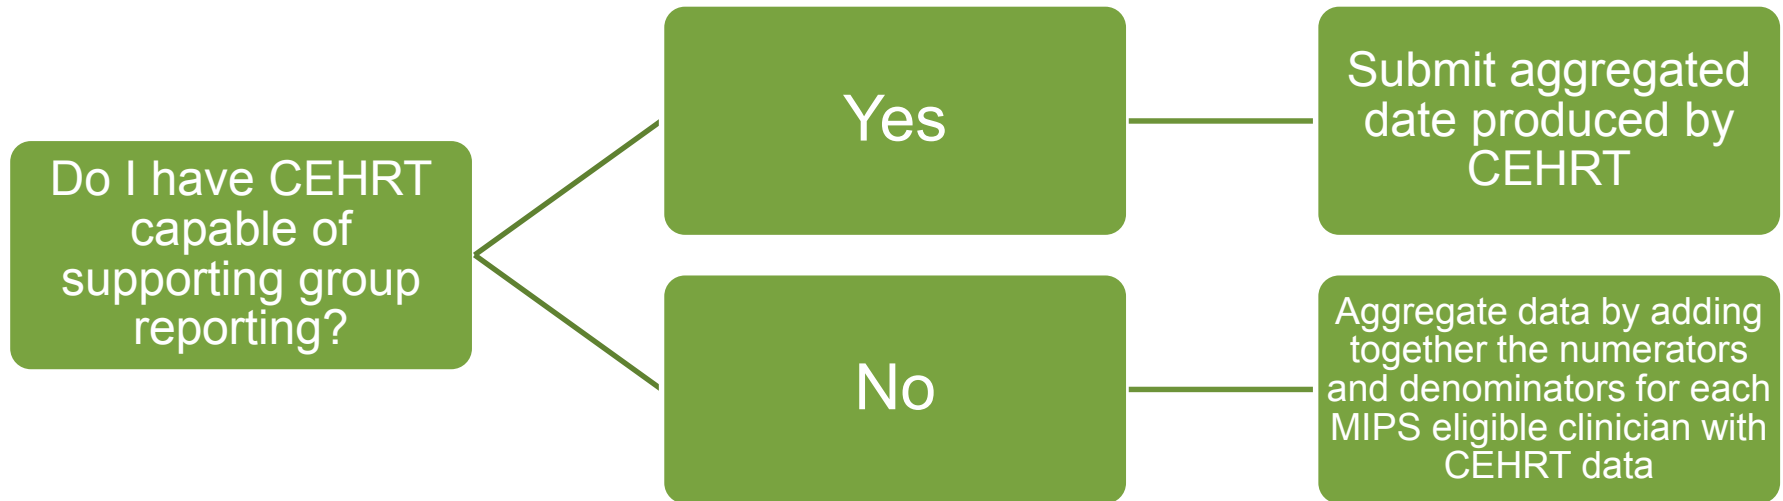 Do I have CEHRT
capable of
supporting group
reporting?
Yes
Submit aggregated
date produced by
CEHRT
No
Aggregate data by adding
together the numerators
and denominators for each
MIPS eligible clinician with
CEHRT data